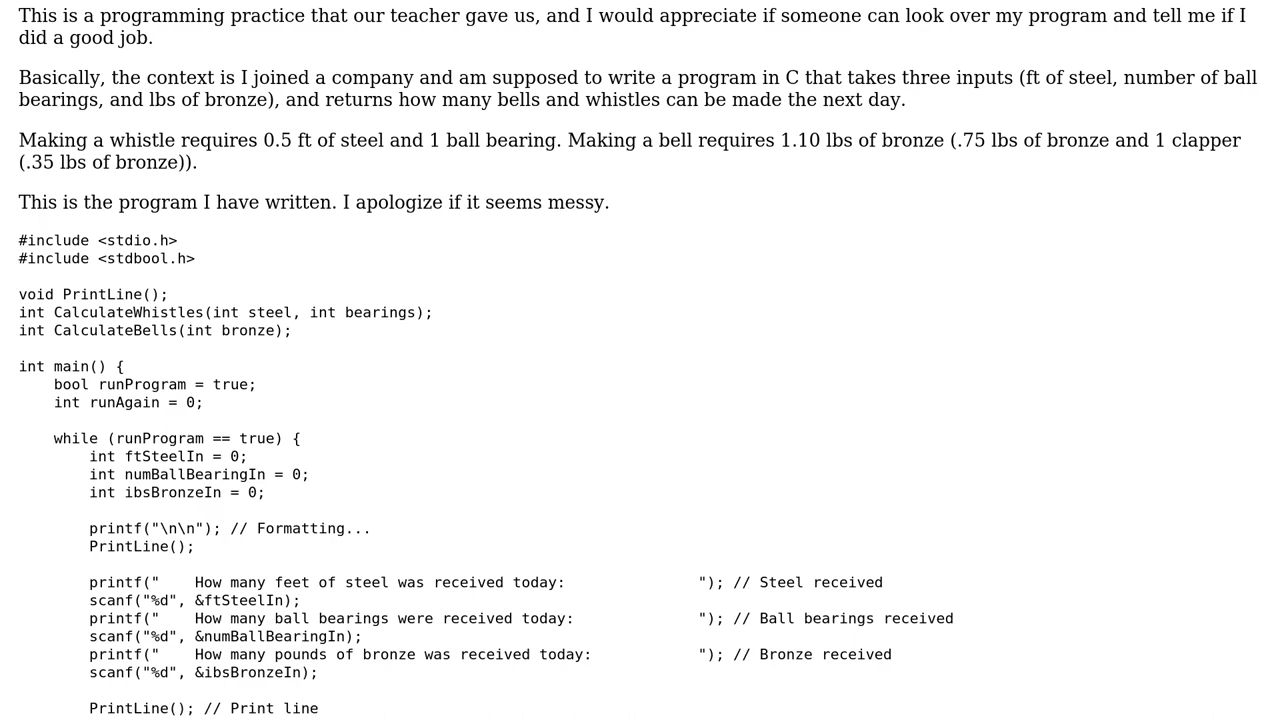 This is a programming practice that our teacher gave us, and I would appreciate if someone can look over my program and tell me if I
did a good job.
Basically, the context is I joined a company and am supposed to write a program in C that takes three inputs (ft of steel, number of ball
bearings, and lbs of bronze), and returns how many bells and whistles can be made the next day.
Making a whistle requires 0.5 ft of steel and 1 ball bearing. Making a bell requires 1.10 lbs of bronze (.75 lbs of bronze and 1 clapper
(.35 lbs of bronze)).
This is the program I have written. I apologize if it seems messy.
#include <stdio.h>
#include <stdbool.h>
void PrintLine();
int CalculateWhistles(int steel, int bearings);
int CalculateBells(int bronze);
int main() {
    bool runProgram = true;
    int runAgain = 0;
    while (runProgram == true) {
        int ftSteelIn = 0;
        int numBallBearingIn = 0;
        int ibsBronzeIn = 0;
        printf("\n\n"); // Formatting...
        PrintLine();
        printf("    How many feet of steel was received today:               "); // Steel received
        scanf("%d", &ftSteelIn);
        printf("    How many ball bearings were received today:              "); // Ball bearings received
        scanf("%d", &numBallBearingIn);
        printf("    How many pounds of bronze was received today:            "); // Bronze received
        scanf("%d", &ibsBronzeIn);
        PrintLine(); // Print line